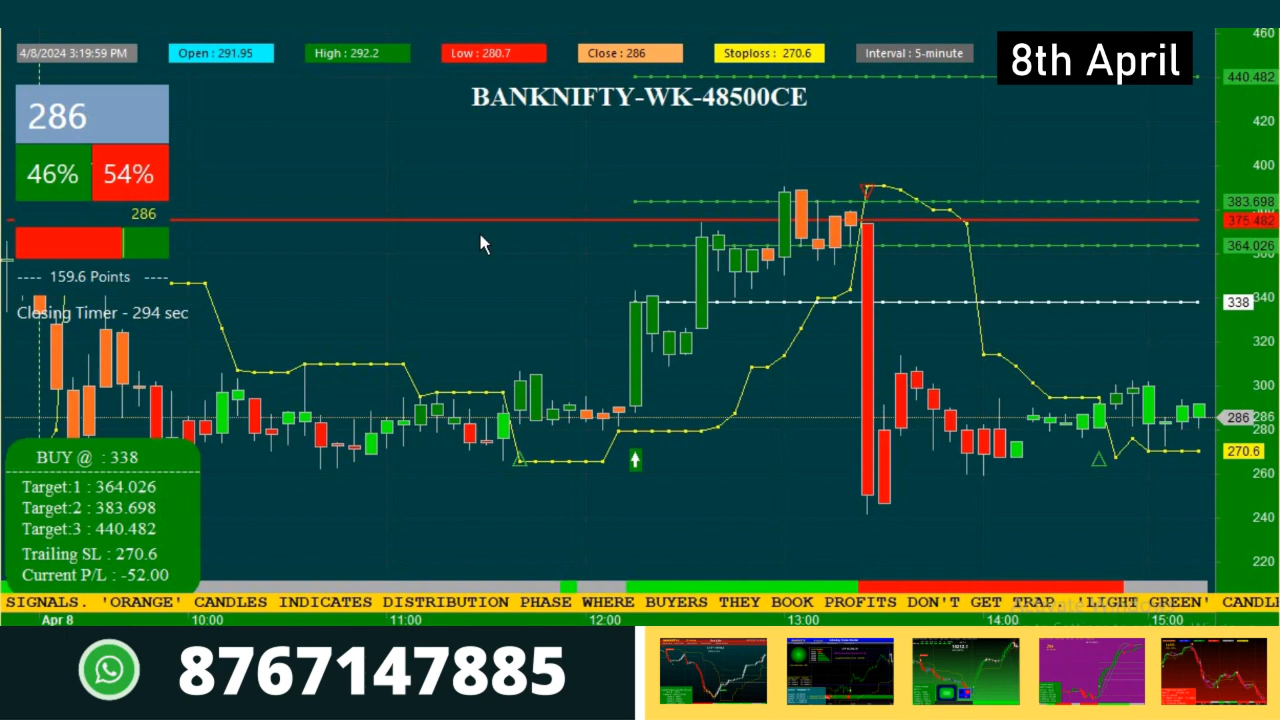 4/8/2024 3:19:59 PM
Open : 291.95
High : 292.2
Low : 280.7
Close : 286
Stoploss : 270.6
Interval : 5-minute
8th April
BANKNIFTY-WK-48500CE
286
46% 54%
286
---- 159.6 Points ----
Closing Timer - 294 sec
BUY @ : 338
Target:1 : 364.026
Target:2 : 383.698
Target:3 : 440.482
Trailing SL : 270.6
Current P/L : -52.00
460
440.482
420
400
383.698
375.482
364.026
360
338
340
320
300
286 286
280
270.6
260
240
220
SIGNALS. 'ORANGE' CANDLES INDICATES DISTRIBUTION PHASE WHERE BUYERS THEY BOOK PROFITS DON'T GET TRAP. 'LIGHT GREEN' CANDL
Apr 8 10:00 11:00 12:00 13:00 14:00 15:00
8767147885